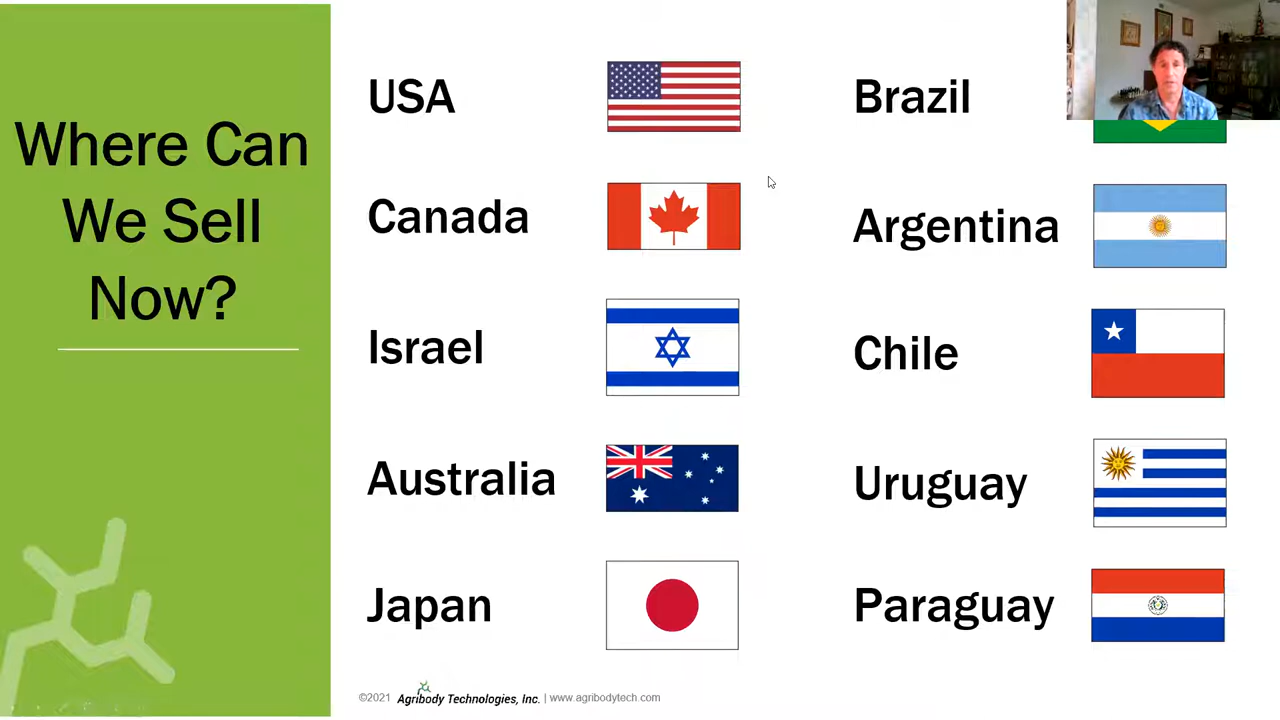 Where Can
We Sell
Now?
USA
Canada
Israel
Australia
Japan
Brazil
Argentina
Chile
Uruguay
Paraguay
©2021 Agribody Technologies, Inc. | www.agribodytech.com